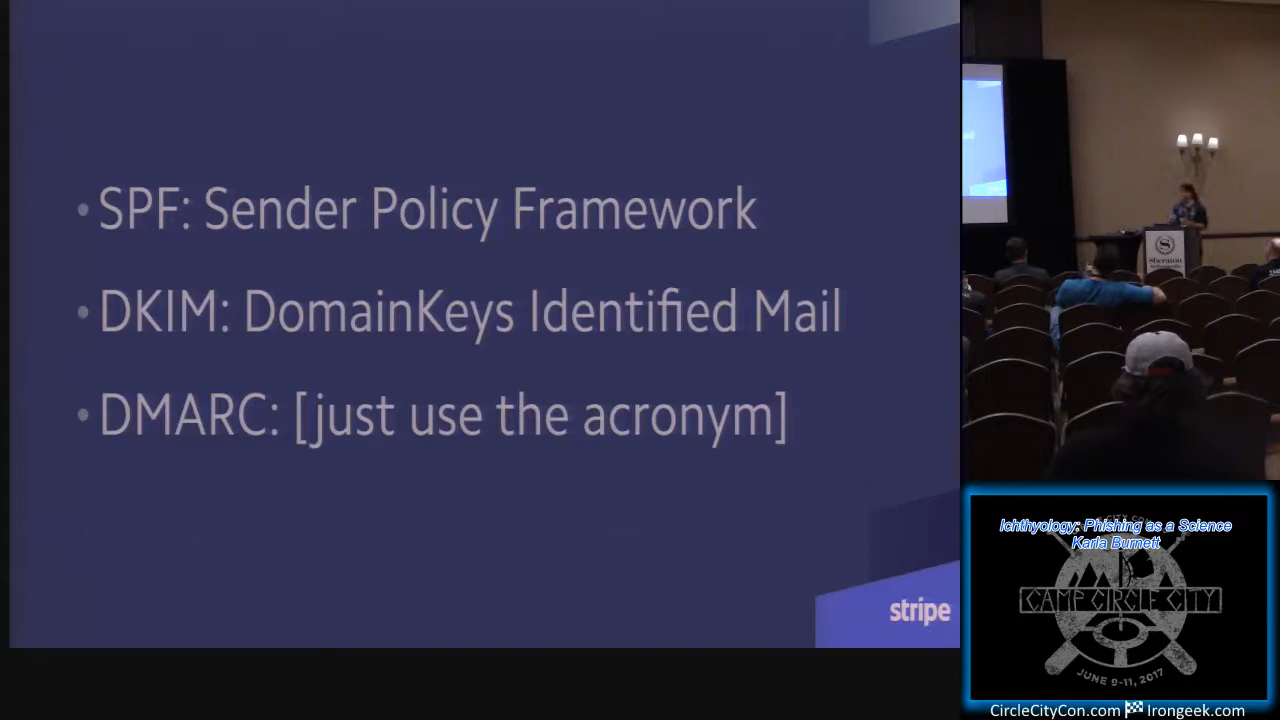 • SPF: Sender Policy Framework
• DKIM: DomainKeys Identified Mail
• DMARC: [just use the acronym]
stripe
Sheraton
Ichthyology: Phishing as a Science
Karla Burnett
CAMP CIRCLE CITY
JUNE 9-11, 2017
CircleCityCon.com Irongeek.com